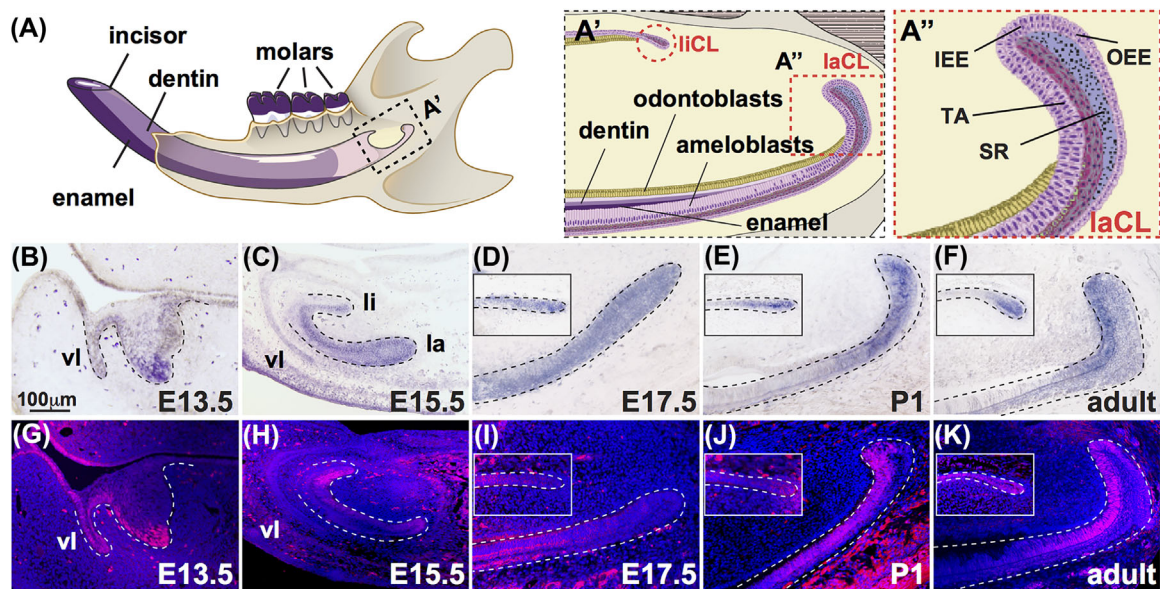 (A)
incisor
dentin
enamel
molars
A'
A'
liCL
A''
laCL
odontoblasts
dentin
ameloblasts
enamel
A''
IEE
OEE
TA
SR
laCL
(B)
vl
100μm
E13.5
(C)
li
la
vl
E15.5
(D)
E17.5
(E)
P1
(F)
adult
(G)
vl
E13.5
(H)
vl
E15.5
(I)
E17.5
(J)
P1
(K)
adult